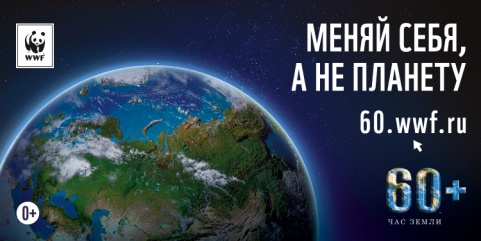 WWF
МЕНЯЙ СЕБЯ,
А НЕ ПЛАНЕТУ
60.wwf.ru
60+
ЧАС ЗЕМЛИ
0+